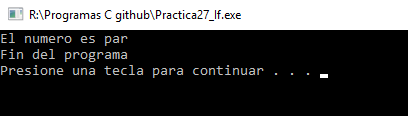 R:\Programas C github\Practica27_If.exe
El numero es par
Fin del programa
Presione una tecla para continuar . . .